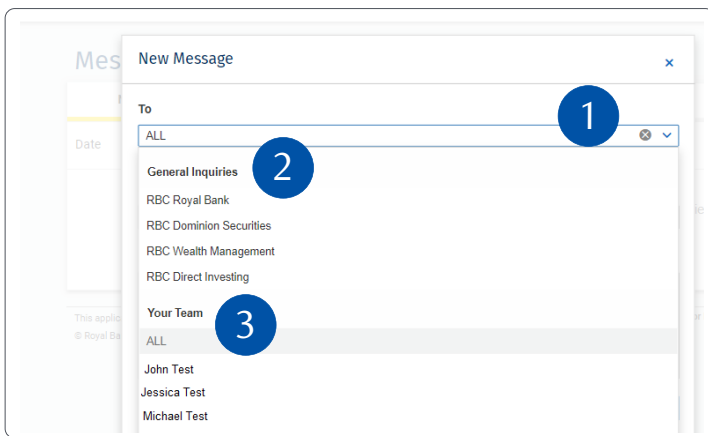 Mes
New Message
×
To
1
Date
ALL
General Inquiries
2
RBC Royal Bank
RBC Dominion Securities
RBC Wealth Management
RBC Direct Investing
Your Team
3
This applic
or
© Royal Ba
ALL
John Test
Jessica Test
Michael Test